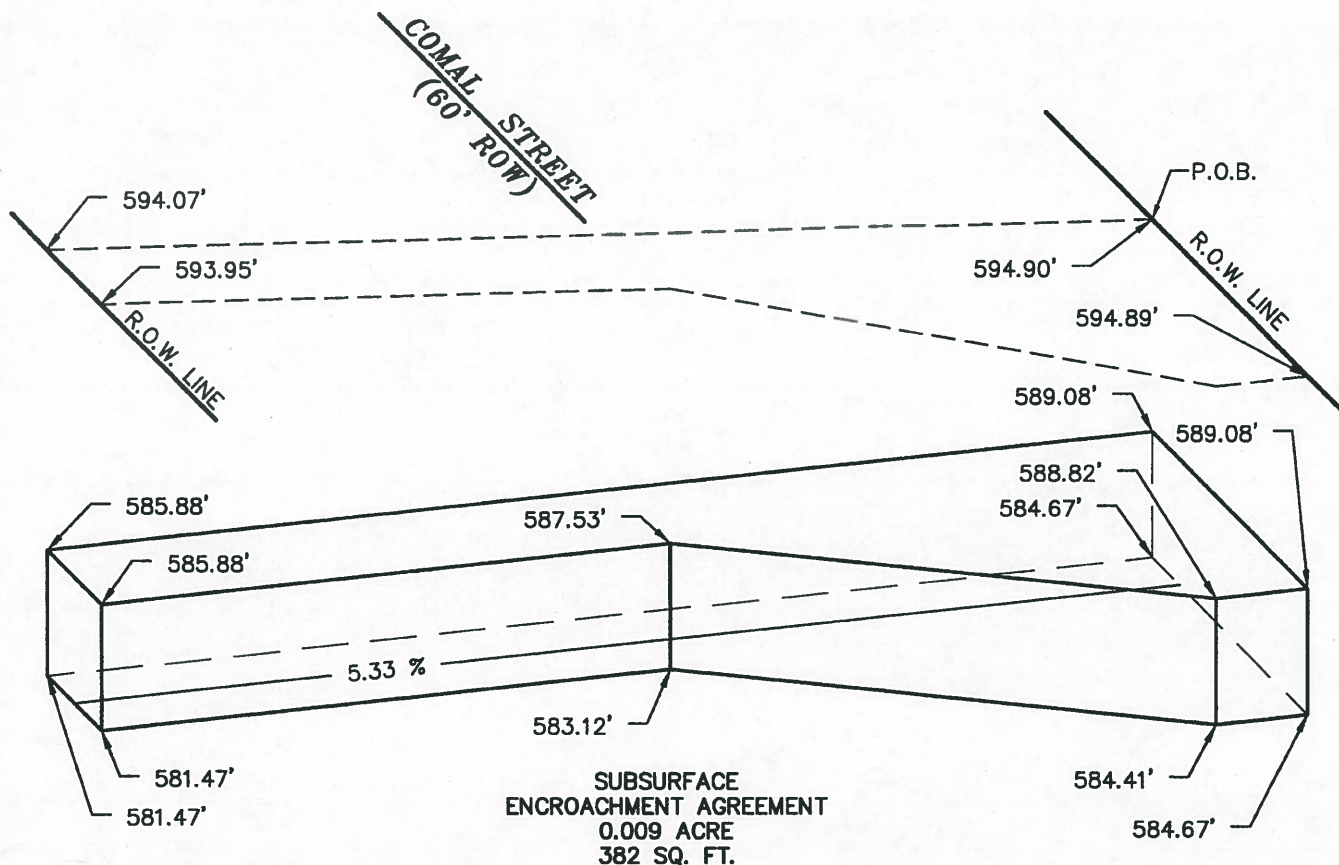 COMAL STREET
(60' ROW)
594.07'
P.O.B.
593.95'
R.O.W. LINE
594.90'
R.O.W. LINE
594.89'
589.08'
589.08'
588.82'
585.88'
587.53'
584.67'
585.88'
5.33 %
583.12'
581.47'
584.41'
581.47'
584.67'
SUBSURFACE
ENCROACHMENT AGREEMENT
0.009 ACRE
382 SQ. FT.